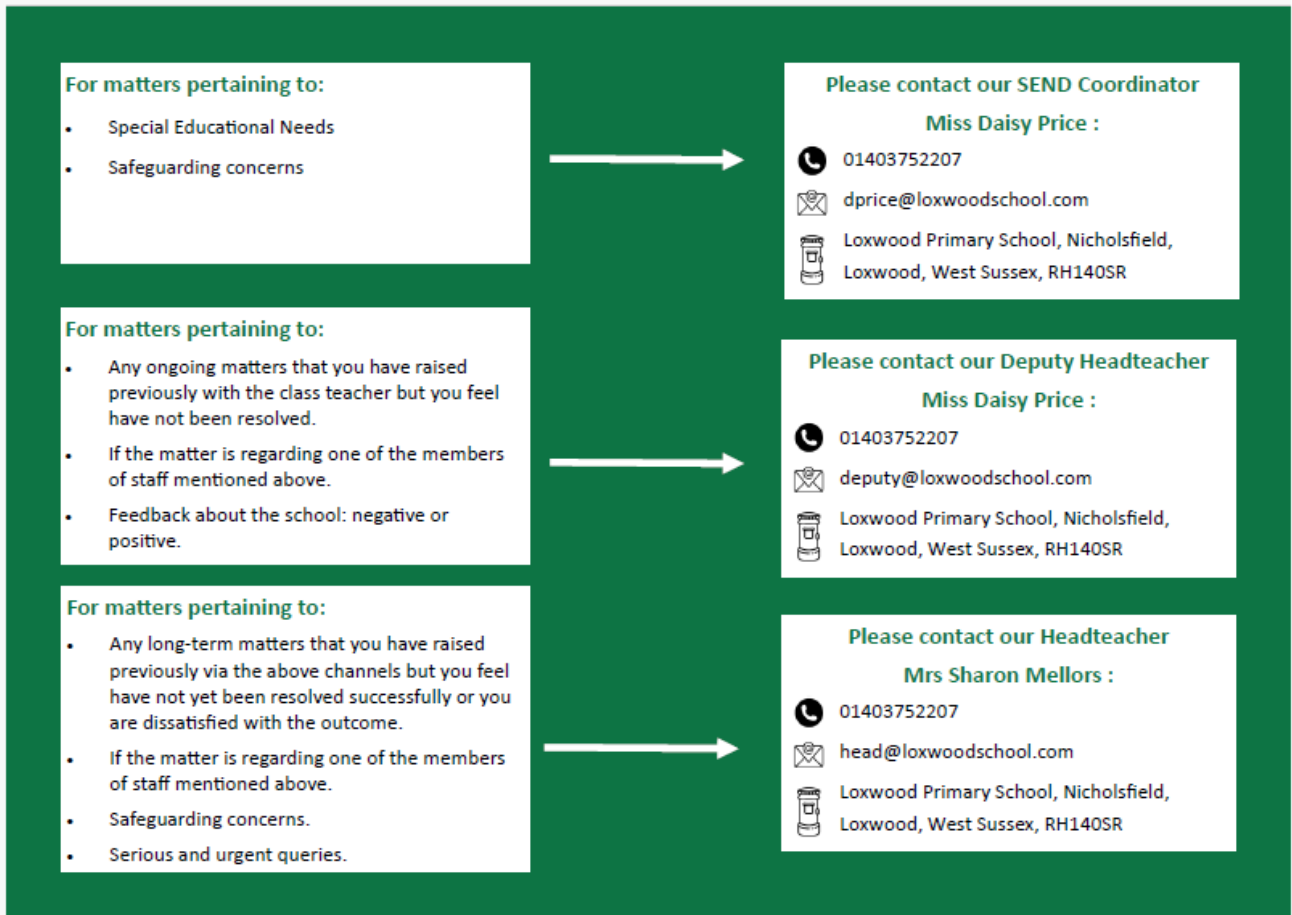 For matters pertaining to:
• Special Educational Needs
• Safeguarding concerns
Please contact our SEND Coordinator
Miss Daisy Price :
01403752207
dprice@loxwoodschool.com
Loxwood Primary School, Nicholsfield,
Loxwood, West Sussex, RH140SR
For matters pertaining to:
• Any ongoing matters that you have raised
previously with the class teacher but you feel
have not been resolved.
• If the matter is regarding one of the members
of staff mentioned above.
• Feedback about the school: negative or
positive.
Please contact our Deputy Headteacher
Miss Daisy Price :
01403752207
deputy@loxwoodschool.com
Loxwood Primary School, Nicholsfield,
Loxwood, West Sussex, RH140SR
For matters pertaining to:
• Any long-term matters that you have raised
previously via the above channels but you feel
have not yet been resolved successfully or you
are dissatisfied with the outcome.
• If the matter is regarding one of the members
of staff mentioned above.
• Safeguarding concerns.
• Serious and urgent queries.
Please contact our Headteacher
Mrs Sharon Mellors :
01403752207
head@loxwoodschool.com
Loxwood Primary School, Nicholsfield,
Loxwood, West Sussex, RH140SR